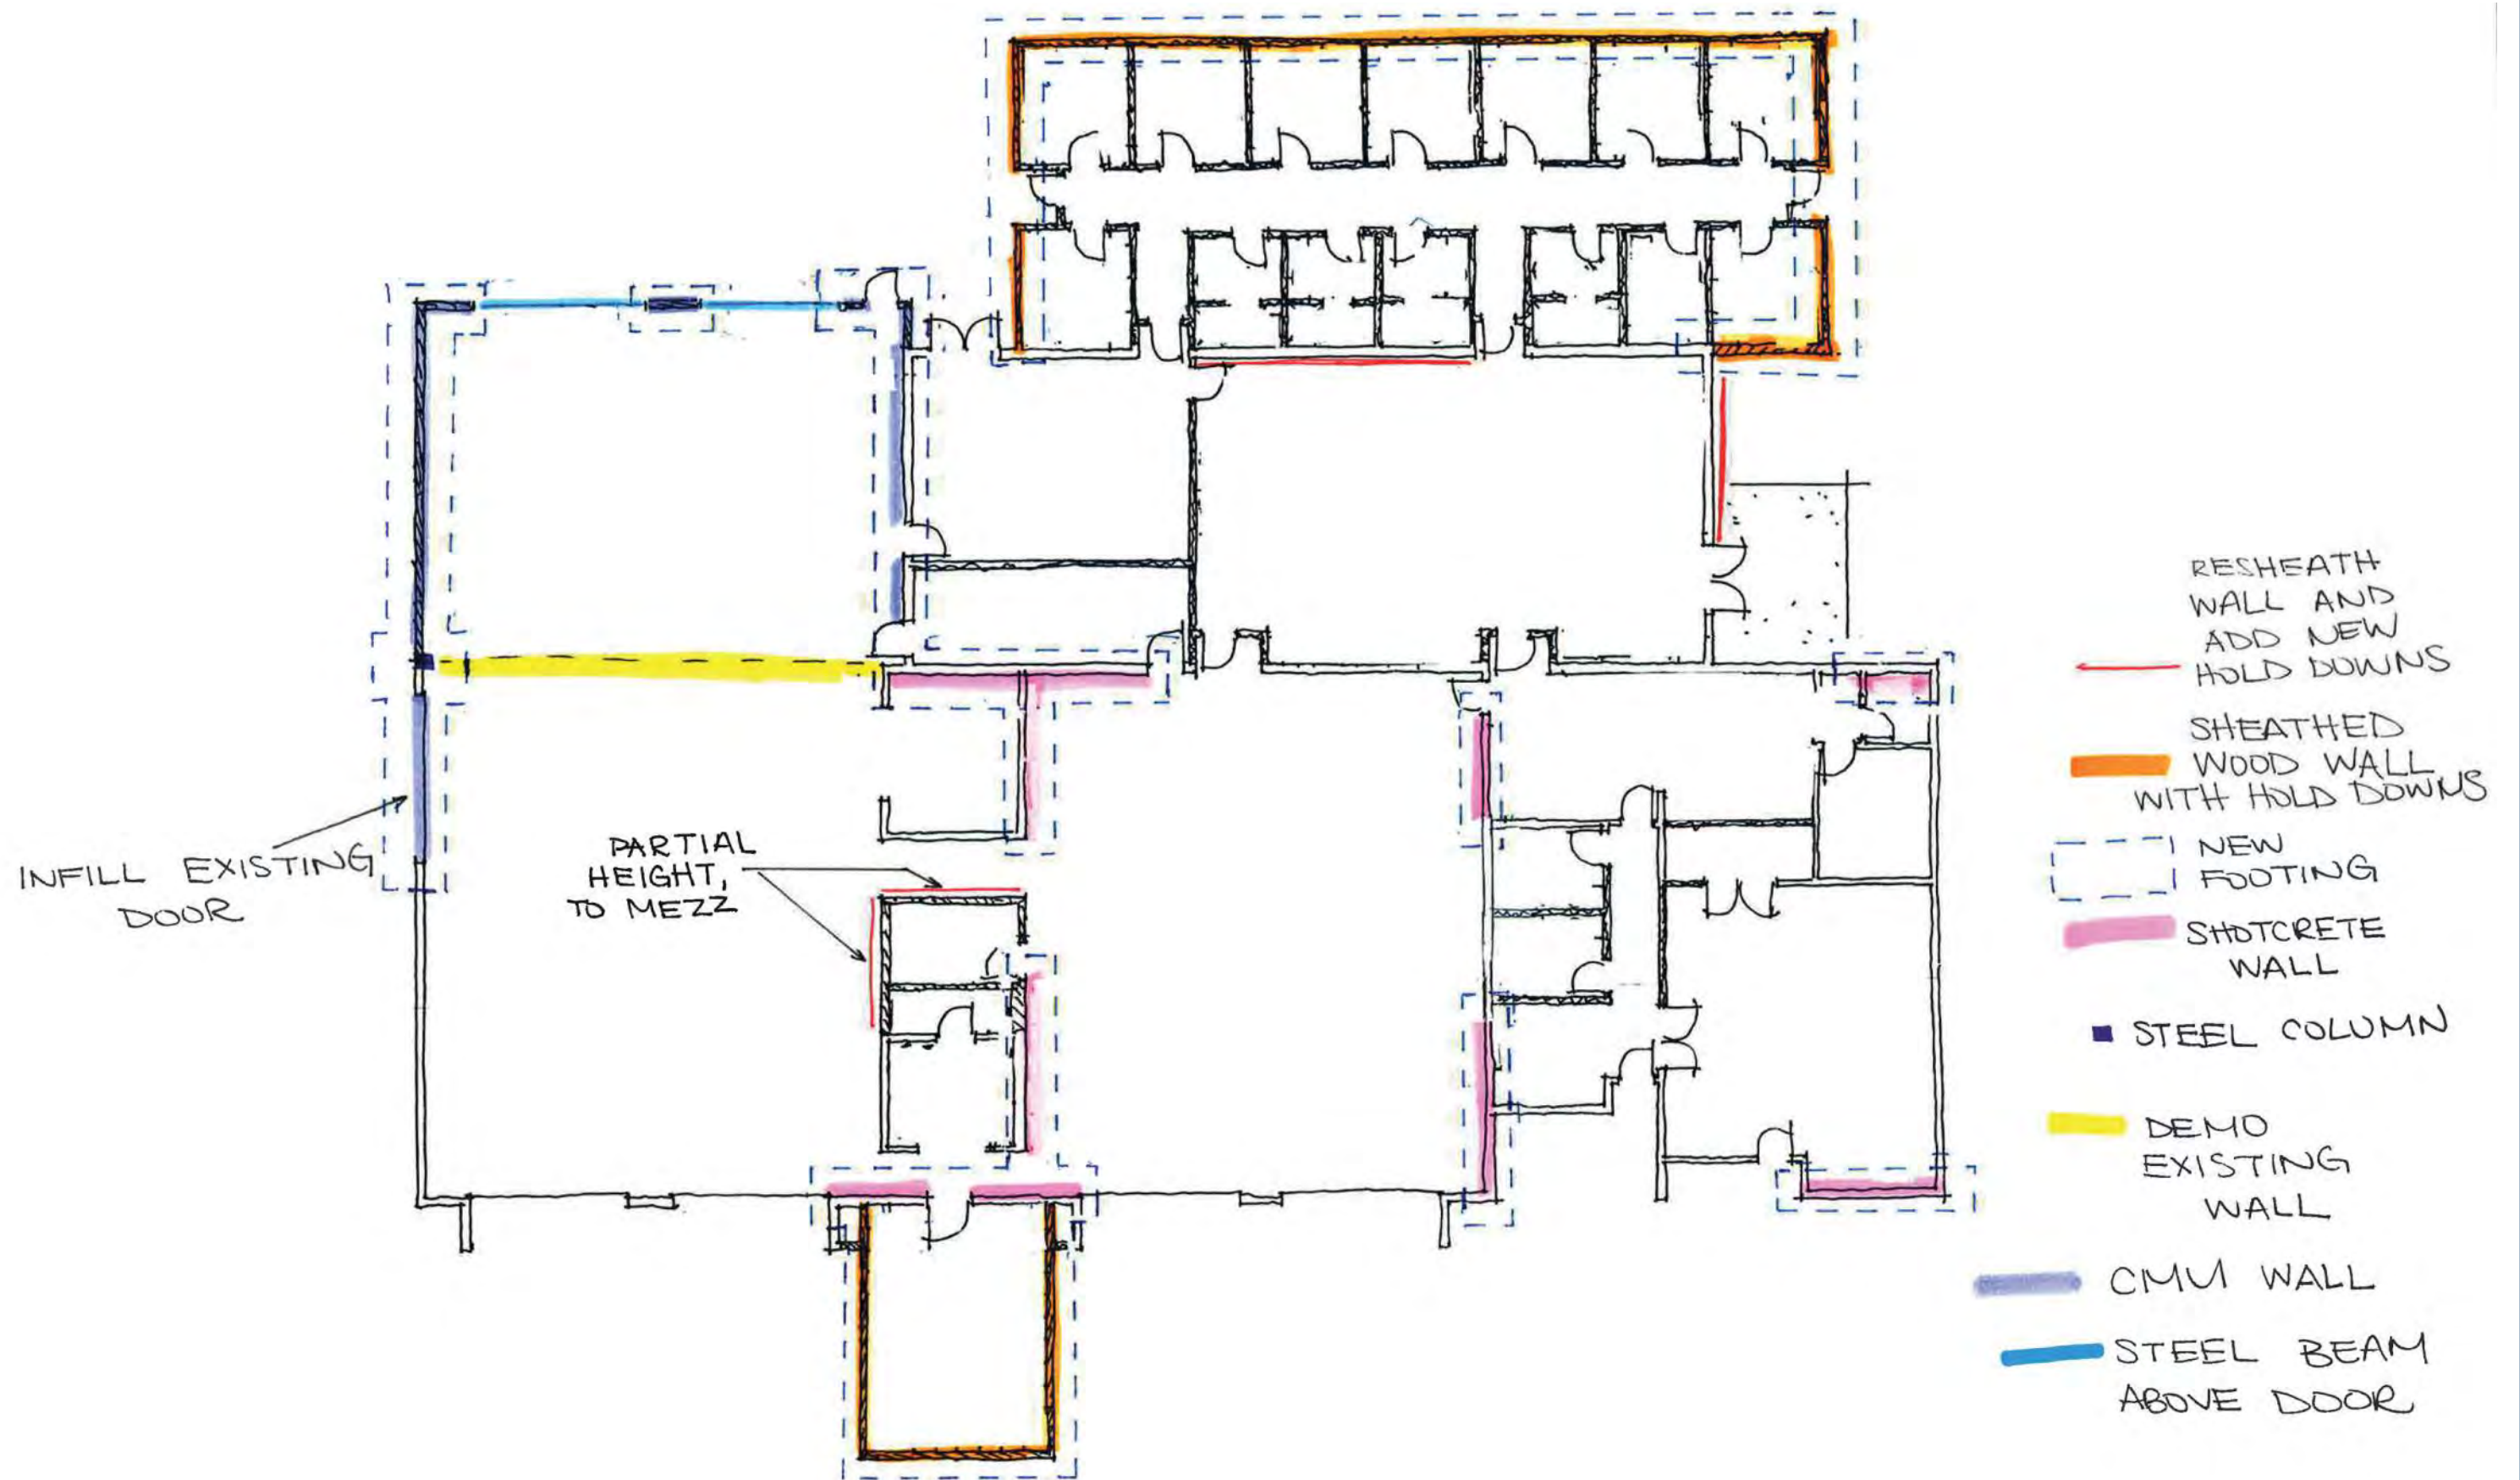 INFILL EXISTING
DOOR
PARTIAL
HEIGHT,
TO MEZZ
RESHEATH
WALL AND
ADD NEW
HOLD DOWNS
SHEATHED
WOOD WALL
WITH HOLD DOWNS
NEW
FOOTING
SHOTCRETE
WALL
STEEL COLUMN
DEMO
EXISTING
WALL
CMU WALL
STEEL BEAM
ABOVE DOOR